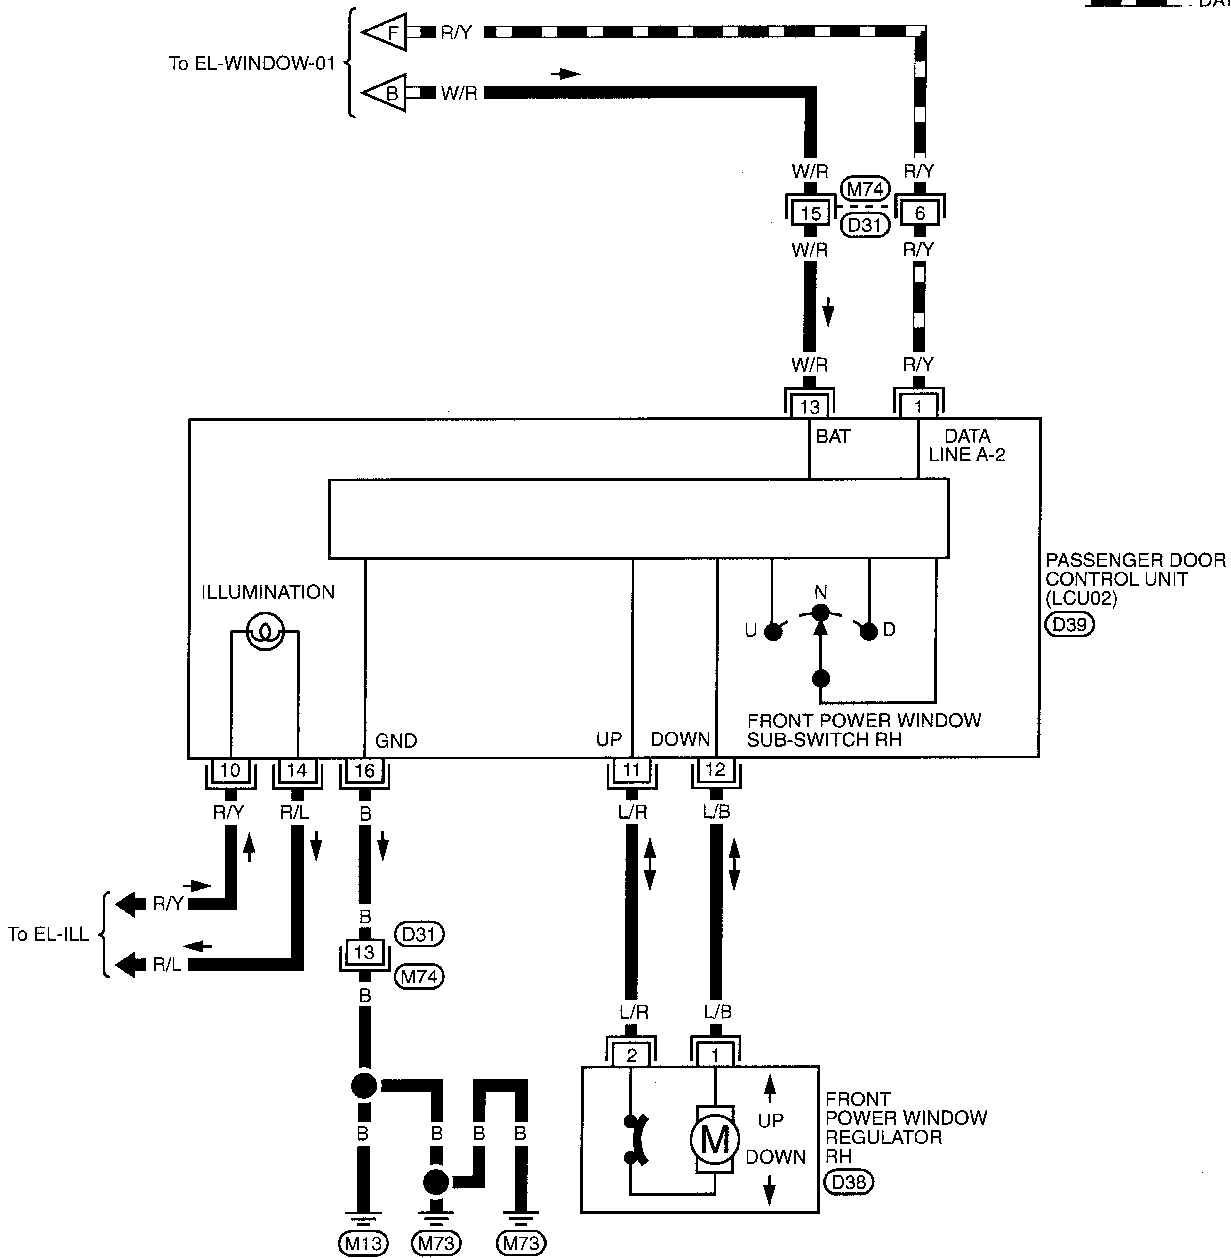 : DA
F R/Y
To EL-WINDOW-01
B W/R
W/R R/Y
M74
15 6
D31
W/R R/Y
W/R R/Y
13 1
BAT DATA
LINE A-2
PASSENGER DOOR
CONTROL UNIT
(LCU02)
D39
ILLUMINATION
N
U D
FRONT POWER WINDOW
SUB-SWITCH RH
GND UP DOWN
10 14 16 11 12
R/Y R/L B L/R L/B
R/Y
To EL-ILL
R/L
B
D31
13
M74
B
L/R L/B
2 1
FRONT
POWER WINDOW
REGULATOR
RH
D38
UP
M
DOWN
B B B B
M13 M73 M73